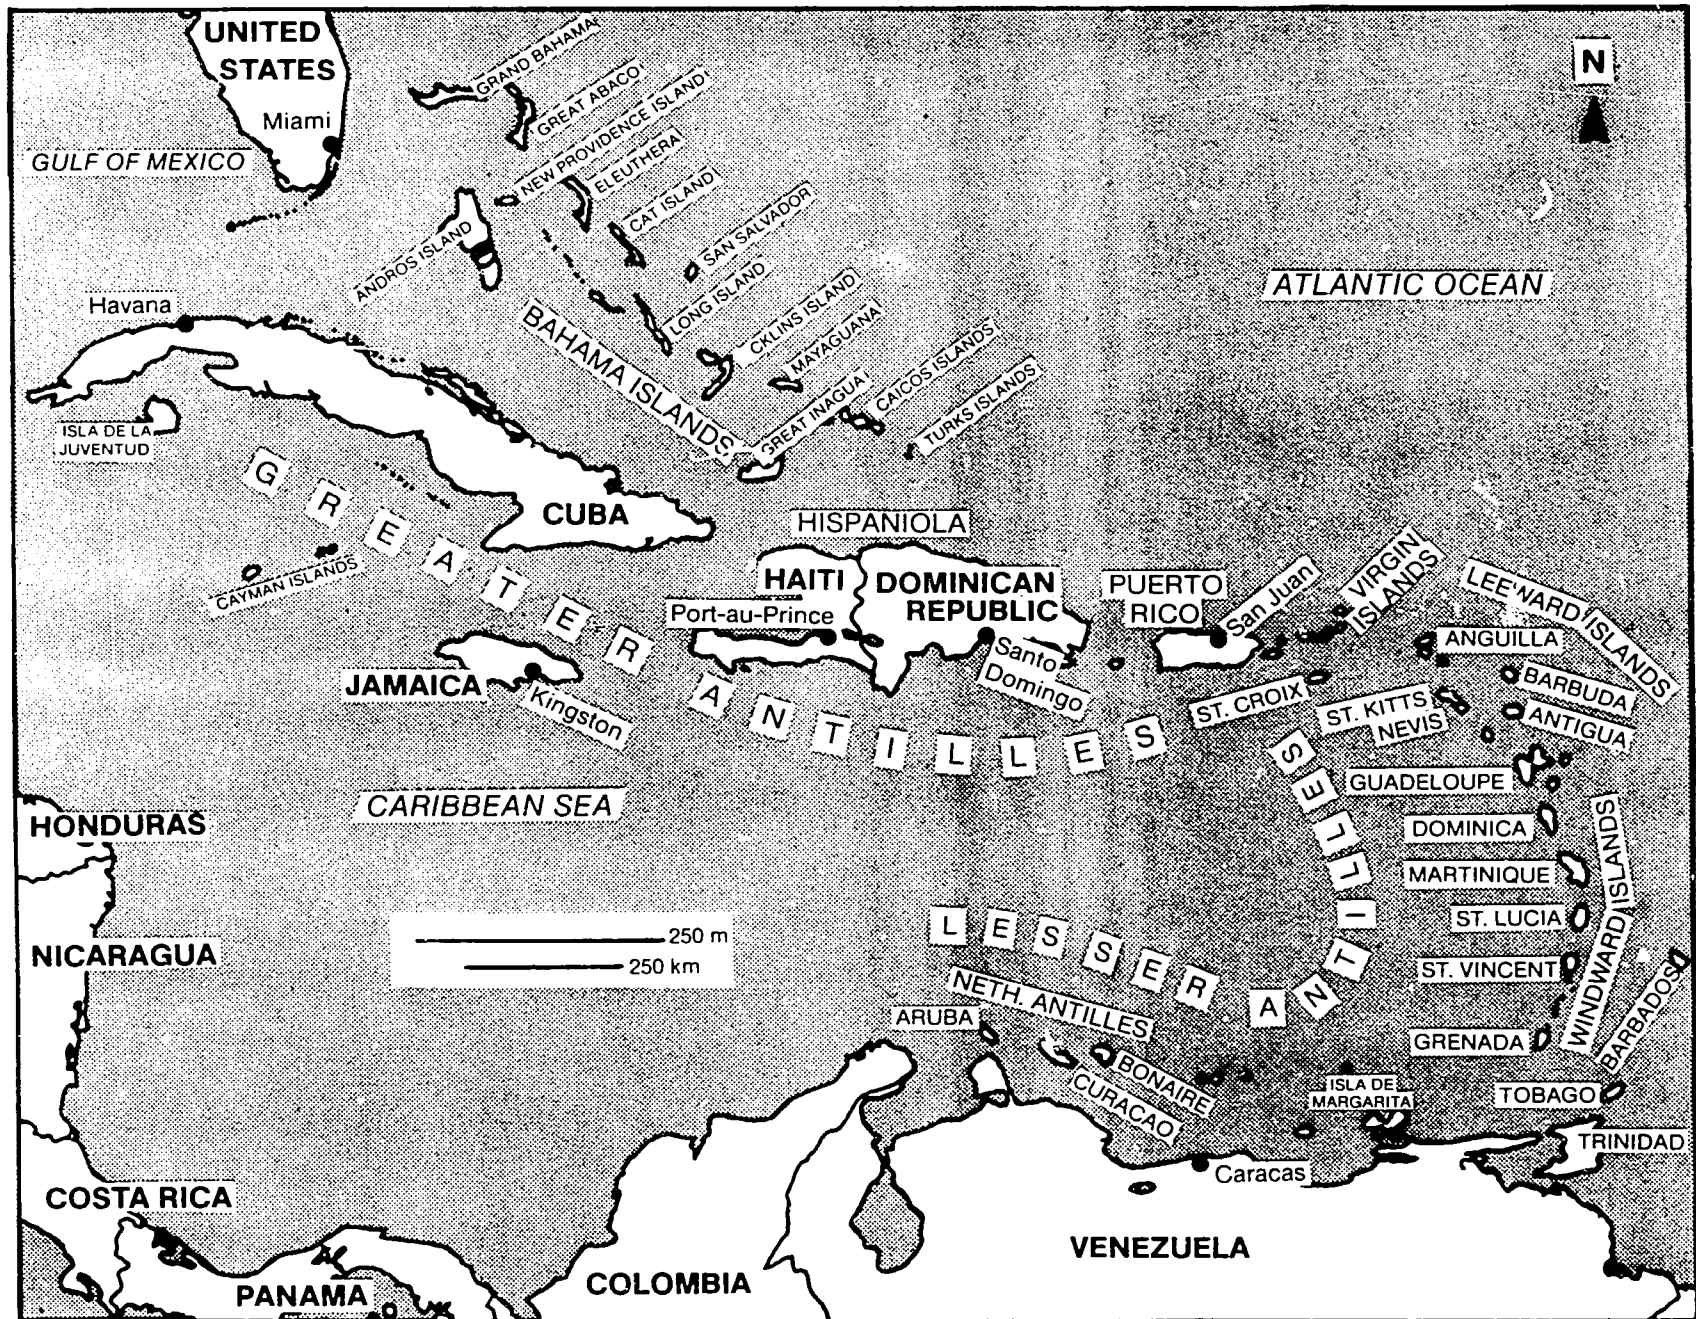 UNITED
STATES
Miami
GULF OF MEXICO
GRAND BAHAMA
GREAT ABACO
NEW PROVIDENCE ISLAND
ELEUTHERA
CAT ISLAND
SAN SALVADOR
ANDROS ISLAND
LONG ISLAND
CKLINS ISLAND
MAYAGUANA
CAICOS ISLANDS
TURKS ISLANDS
GREAT INAGUA
BAHAMA ISLANDS
N
ATLANTIC OCEAN
Havana
ISLA DE LA
JUVENTUD
CUBA
CAYMAN ISLANDS
GREATER ANTILLES
HISPANIOLA
HAITI
DOMINICAN
REPUBLIC
Port-au-Prince
Santo
Domingo
PUERTO
RICO
San Juan
VIRGIN
ISLANDS
LEEWARD ISLANDS
ANGUILLA
BARBUDA
ST. CROIX
ST. KITTS
NEVIS
ANTIGUA
JAMAICA
Kingston
CARIBBEAN SEA
GUADELOUPE
DOMINICA
MARTINIQUE
ST. LUCIA
ST. VINCENT
GRENADA
WINDWARD ISLANDS
BARBADOS
TOBAGO
TRINIDAD
LESSER ANTILLES
NETH. ANTILLES
ARUBA
BONAIRE
CURACAO
ISLA DE
MARGARITA
Caracas
HONDURAS
NICARAGUA
250 m
250 km
COSTA RICA
PANAMA
COLOMBIA
VENEZUELA